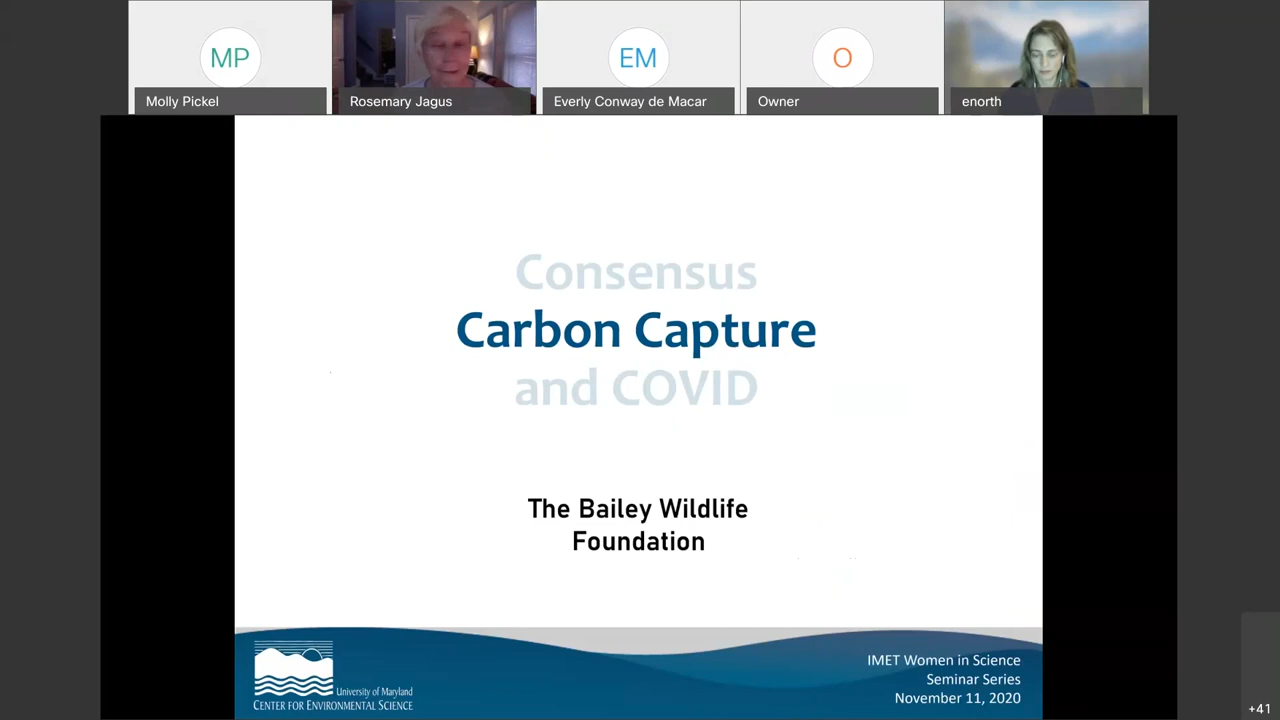 MP
EM
O
Molly Pickel
Rosemary Jagus
Everly Conway de Macar
Owner
enorth
Consensus
Carbon Capture
and COVID
The Bailey Wildlife
Foundation
University of Maryland
CENTER FOR ENVIRONMENTAL SCIENCE
IMET Women in Science
Seminar Series
November 11, 2020
+41